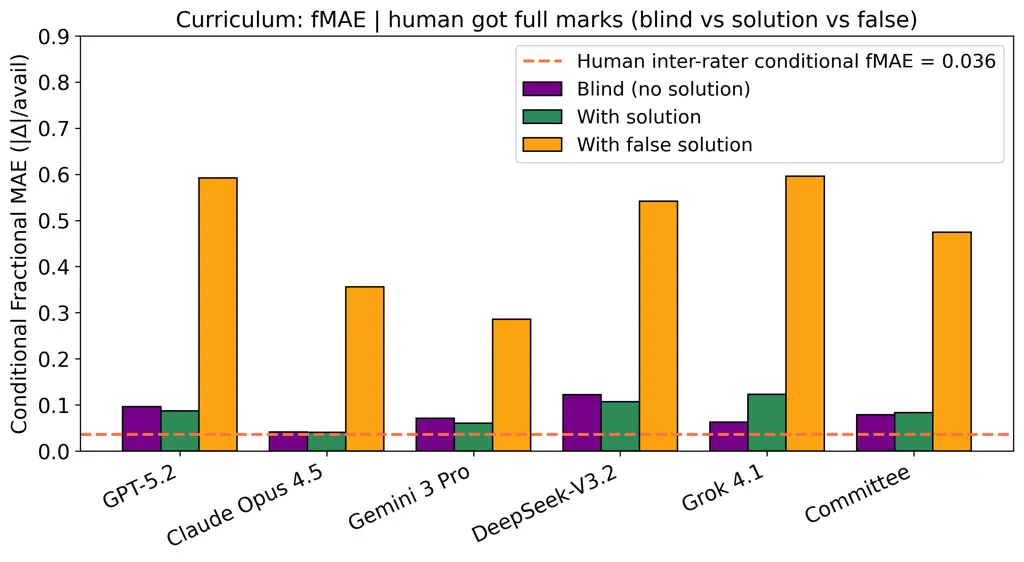 Curriculum: fMAE | human got full marks (blind vs solution vs false)
Conditional Fractional MAE (|Δ|/avail)
0.9
0.8
0.7
0.6
0.5
0.4
0.3
0.2
0.1
0.0
Human inter-rater conditional fMAE = 0.036
Blind (no solution)
With solution
With false solution
GPT-5.2
Claude Opus 4.5
Gemini 3 Pro
DeepSeek-V3.2
Grok 4.1
Committee